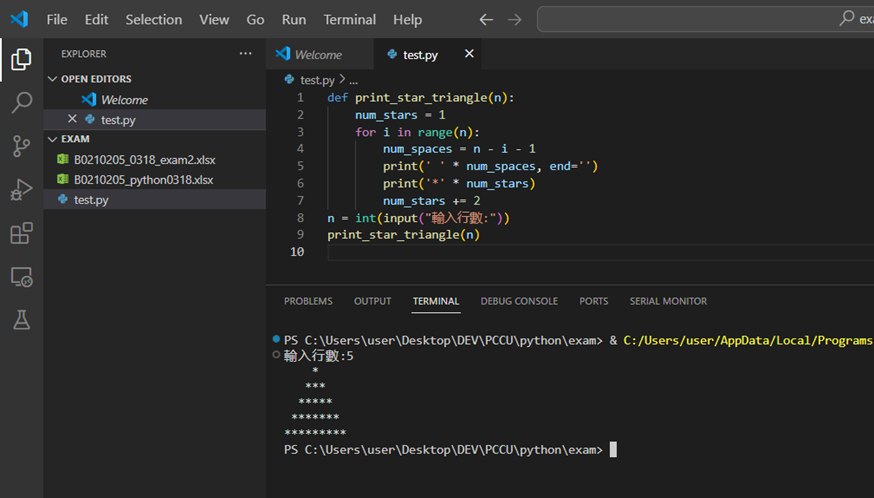 File Edit Selection View Go Run Terminal Help
EXPLORER
OPEN EDITORS
Welcome
test.py
EXAM
B0210205_0318_exam2.xlsx
B0210205_python0318.xlsx
test.py
Welcome test.py
test.py > ...
1 def print_star_triangle(n):
2     num_stars = 1
3     for i in range(n):
4         num_spaces = n - i - 1
5         print(' ' * num_spaces, end='')
6         print('*' * num_stars)
7         num_stars += 2
8 n = int(input("輸入行數:"))
9 print_star_triangle(n)
10
PROBLEMS OUTPUT TERMINAL DEBUG CONSOLE PORTS SERIAL MONITOR
PS C:\Users\user\Desktop\DEV\PCCU\python\exam> & C:/Users/user/AppData/Local/Programs
輸入行數:5
    *
   ***
  *****
 *******
*********
PS C:\Users\user\Desktop\DEV\PCCU\python\exam>